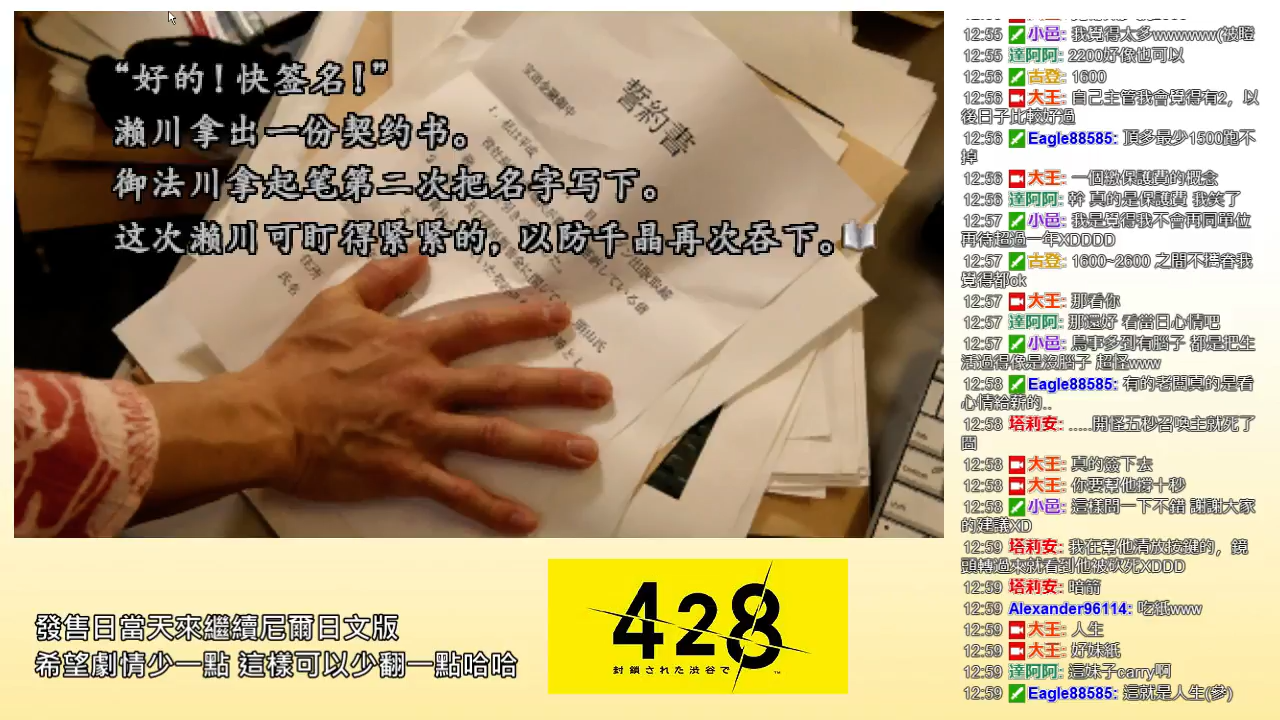 “好的！快签名！”
濑川拿出一份契约书。
御法川拿起笔第二次把名字写下。
这次濑川可盯得紧紧的，以防千晶再次吞下。
誓約書
氏名
發售日當天來繼續尼爾日文版
希望劇情少一點 這樣可以少翻一點哈哈
428
封鎖された渋谷で
12:55 小邑: 我覺得太多wwwwww(被瞪
12:55 達阿阿: 2200好像也可以
12:56 古登: 1600
12:56 大王: 自己主管我會覺得有2，以
後日子比較好過
12:56 Eagle88585: 頂多最少1500跑不
掉
12:56 大王: 一個繳保護費的概念
12:56 達阿阿: 幹 真的是保護費 我笑了
12:57 小邑: 我是覺得我不會再同單位
再待超過一年XDDDD
12:57 古登: 1600~2600 之間不攜眷我
覺得都ok
12:57 大王: 那看你
12:57 達阿阿: 那還好 看當日心情吧
12:57 小邑: 鳥事多到有腦子 都是把生
活過得像是沒腦子 超怪www
12:58 Eagle88585: 有的老闆真的是看
心情給薪的..
12:58 塔莉安: .....開怪五秒召喚主就死了
囧
12:58 大王: 真的簽下去
12:58 大王: 你要幫他撐十秒
12:58 小邑: 這樣問一下不錯 謝謝大家
的建議XD
12:59 塔莉安: 我在幫他清放按鍵的，鏡
頭轉過來就看到他被砍死XDDD
12:59 塔莉安: 暗箭
12:59 Alexander96114: 吃紙www
12:59 大王: 人生
12:59 大王: 好妹紙
12:59 達阿阿: 這妹子carry啊
12:59 Eagle88585: 這就是人生(參)